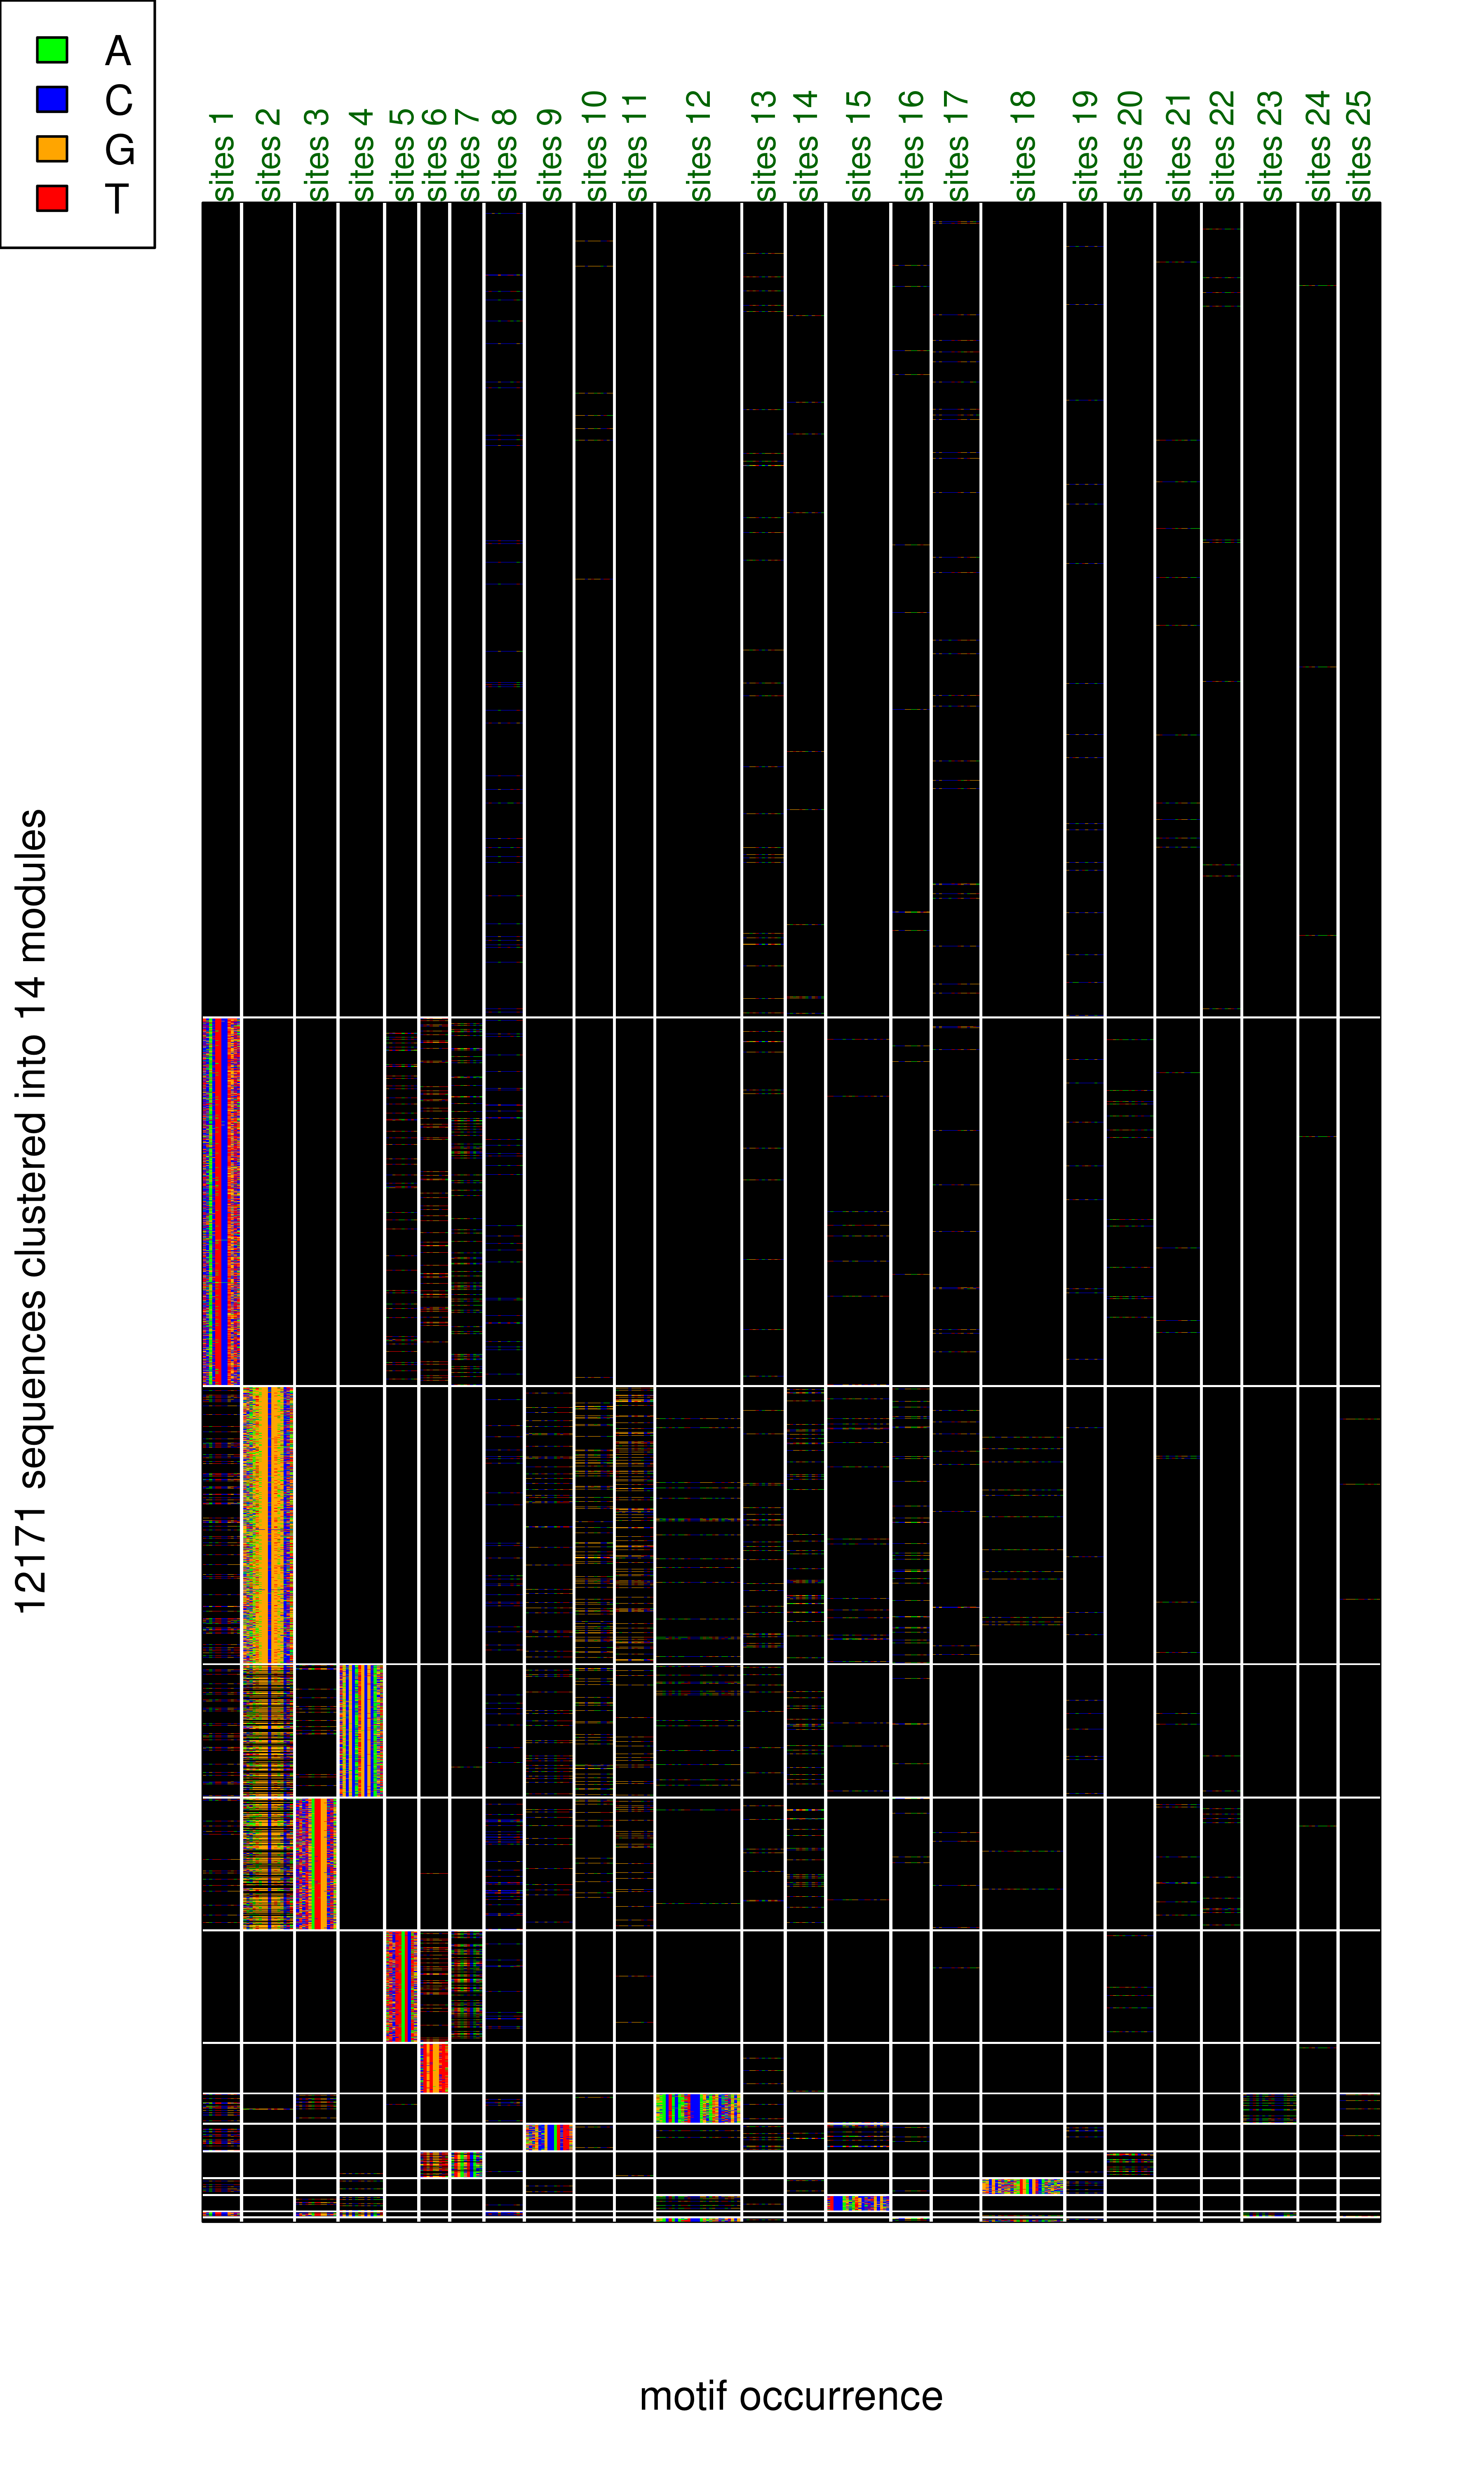 A
C
G
T
sites 1
sites 2
sites 3
sites 4
sites 5
sites 6
sites 7
sites 8
sites 9
sites 10
sites 11
sites 12
sites 13
sites 14
sites 15
sites 16
sites 17
sites 18
sites 19
sites 20
sites 21
sites 22
sites 23
sites 24
sites 25
12171 sequences clustered into 14 modules
motif occurrence